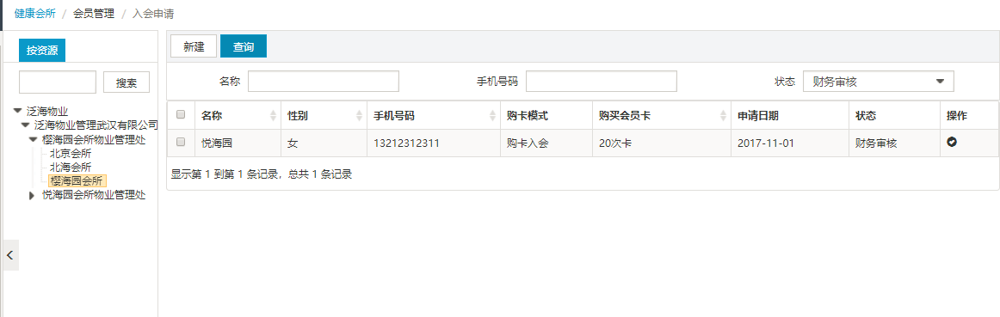 健康会所 / 会员管理 / 入会申请
按资源
搜索
泛海物业
泛海物业管理武汉有限公司
樱海园会所物业管理处
北京会所
北海会所
樱海园会所
悦海园会所物业管理处
新建 查询
名称 手机号码 状态 财务审核
名称 性别 手机号码 购卡模式 购买会员卡 申请日期 状态 操作
悦海园 女 13212312311 购卡入会 20次卡 2017-11-01 财务审核
显示第 1 到第 1 条记录，总共 1 条记录